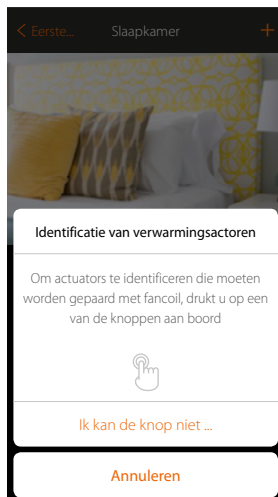 Eerste... Slaapkamer +
Identificatie van verwarmingsactoren
Om actuators te identificeren die moeten
worden gepaard met fancoil, drukt u op een
van de knoppen aan boord
Ik kan de knop niet ...
Annuleren